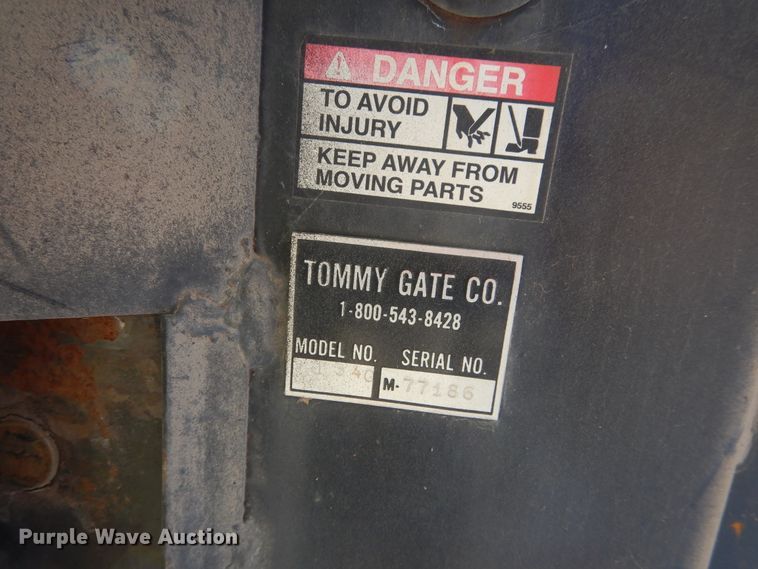 DANGER
TO AVOID
INJURY
KEEP AWAY FROM
MOVING PARTS
9555
TOMMY GATE CO.
1-800-543-8428
MODEL NO. SERIAL NO.
M-77186
Purple Wave Auction